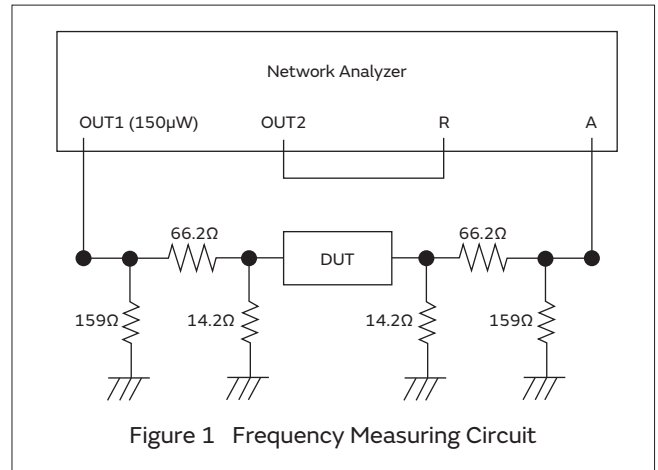 Network Analyzer
OUT1 (150µW) OUT2 R A
66.2Ω 66.2Ω
DUT
159Ω 14.2Ω 14.2Ω 159Ω
Figure 1 Frequency Measuring Circuit